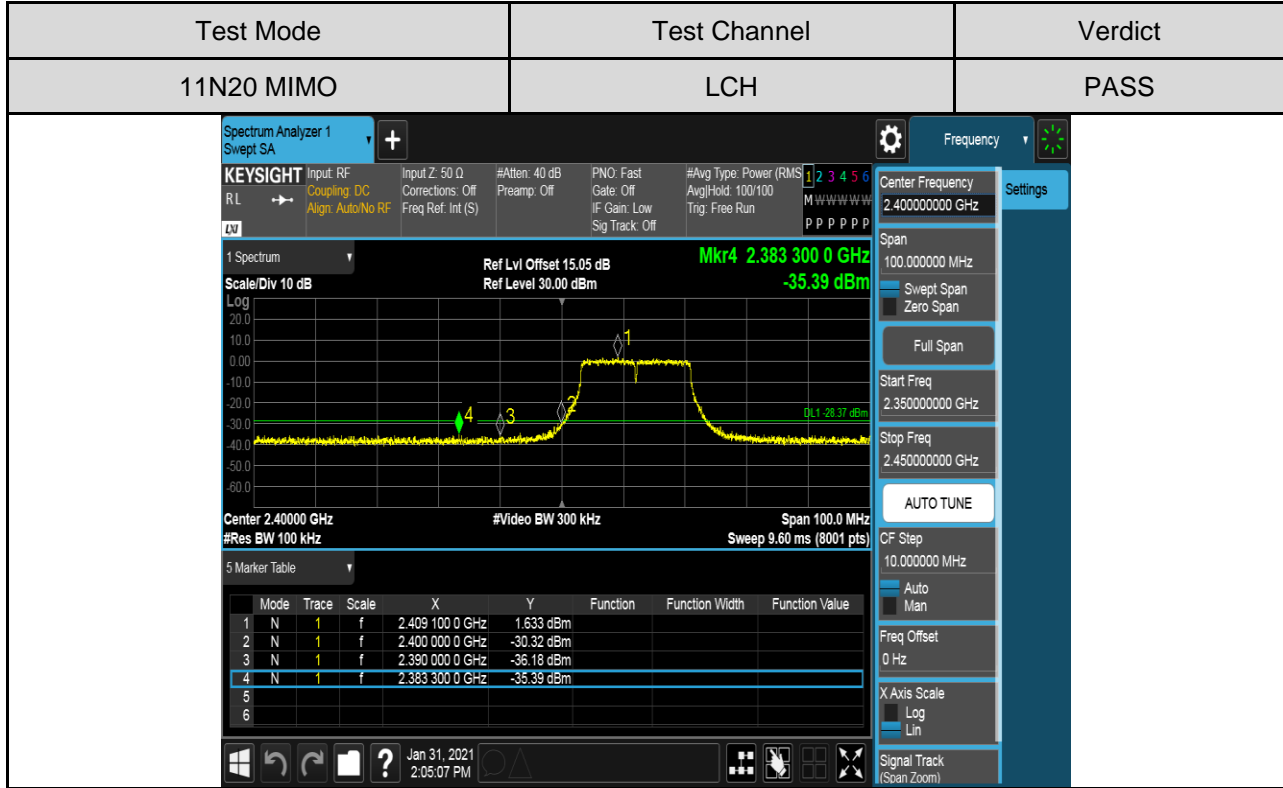 Test Mode Test Channel Verdict
11N20 MIMO LCH PASS
Spectrum Analyzer 1
Swept SA
+
Frequency
KEYSIGHT Input: RF Input Z: 50 Ω #Atten: 40 dB PNO: Fast #Avg Type: Power (RMS 1 2 3 4 5 6
RL Coupling: DC Corrections: Off Preamp: Off Gate: Off Avg|Hold: 100/100 M W W W W W
Align: Auto/No RF Freq Ref: Int (S) IF Gain: Low Trig: Free Run
LXI Sig Track: Off P P P P P P
1 Spectrum Ref Lvl Offset 15.05 dB Mkr4 2.383 300 0 GHz
Scale/Div 10 dB Ref Level 30.00 dBm -35.39 dBm
Log
20.0
10.0
0.00
-10.0
-20.0
-30.0
-40.0
-50.0
-60.0
1
2
3
4
DL1 -28.37 dBm
Center 2.40000 GHz #Video BW 300 kHz Span 100.0 MHz
#Res BW 100 kHz Sweep 9.60 ms (8001 pts)
5 Marker Table
Mode Trace Scale X Y Function Function Width Function Value
1 N 1 f 2.409 100 0 GHz 1.633 dBm
2 N 1 f 2.400 000 0 GHz -30.32 dBm
3 N 1 f 2.390 000 0 GHz -36.18 dBm
4 N 1 f 2.383 300 0 GHz -35.39 dBm
5
6
? Jan 31, 2021
2:05:07 PM
Center Frequency
2.400000000 GHz
Settings
Span
100.000000 MHz
Swept Span
Zero Span
Full Span
Start Freq
2.350000000 GHz
Stop Freq
2.450000000 GHz
AUTO TUNE
CF Step
10.000000 MHz
Auto
Man
Freq Offset
0 Hz
X Axis Scale
Log
Lin
Signal Track
(Span Zoom)